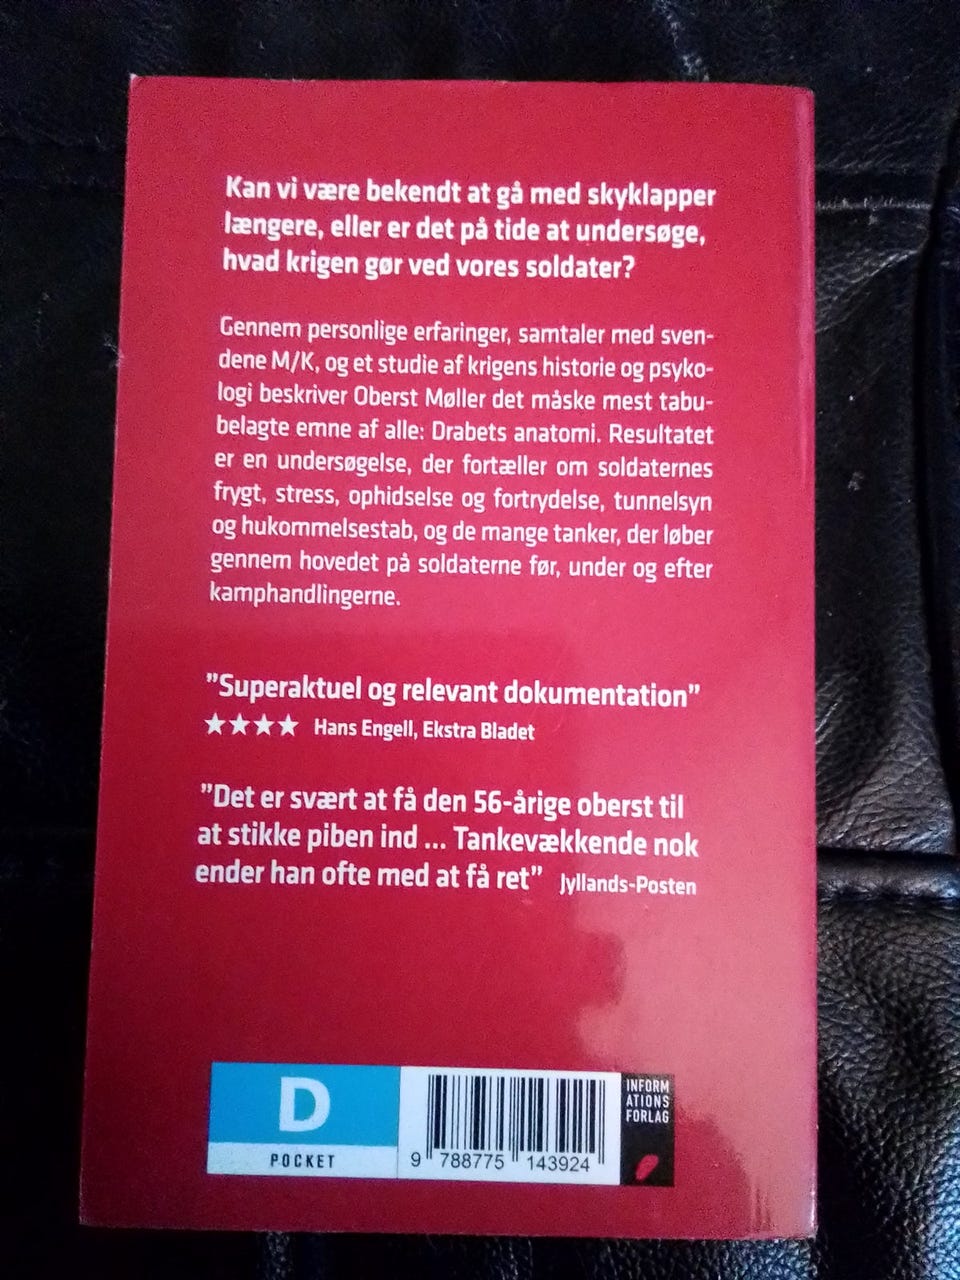 Kan vi være bekendt at gå med skyklapper
længere, eller er det på tide at undersøge,
hvad krigen gør ved vores soldater?
Gennem personlige erfaringer, samtaler med sven-
dene M/K, og et studie af krigens historie og psyko-
logi beskriver Oberst Møller det måske mest tabu-
belagte emne af alle: Drabets anatomi. Resultatet
er en undersøgelse, der fortæller om soldaternes
frygt, stress, ophidselse og fortrydelse, tunnelsyn
og hukommelsestab, og de mange tanker, der løber
gennem hovedet på soldaterne før, under og efter
kamphandlingerne.
”Superaktuel og relevant dokumentation”
★★★★ Hans Engell, Ekstra Bladet
”Det er svært at få den 56-årige oberst til
at stikke piben ind ... Tankevækkende nok
ender han ofte med at få ret” Jyllands-Posten
D
POCKET
9 788775 143924
INFORM
ATIONS
FORLAG